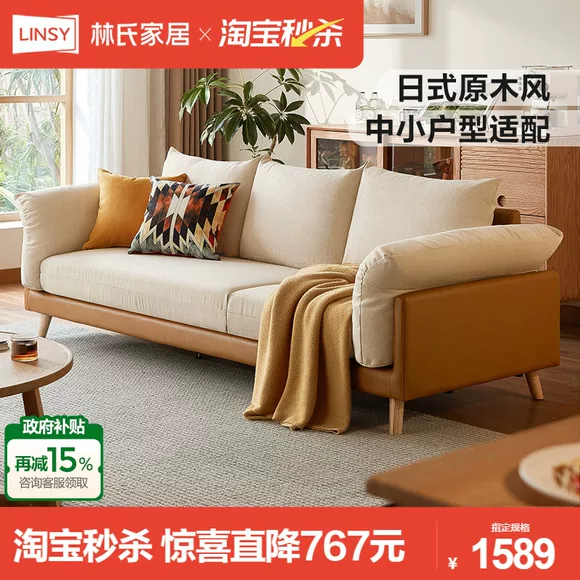 LINSY 林氏家居 × 淘宝秒杀
日式原木风
中小户型适配
政府补贴
再减15%
咨询客服领取
淘宝秒杀 惊喜直降767元
指定规格
¥ 1589